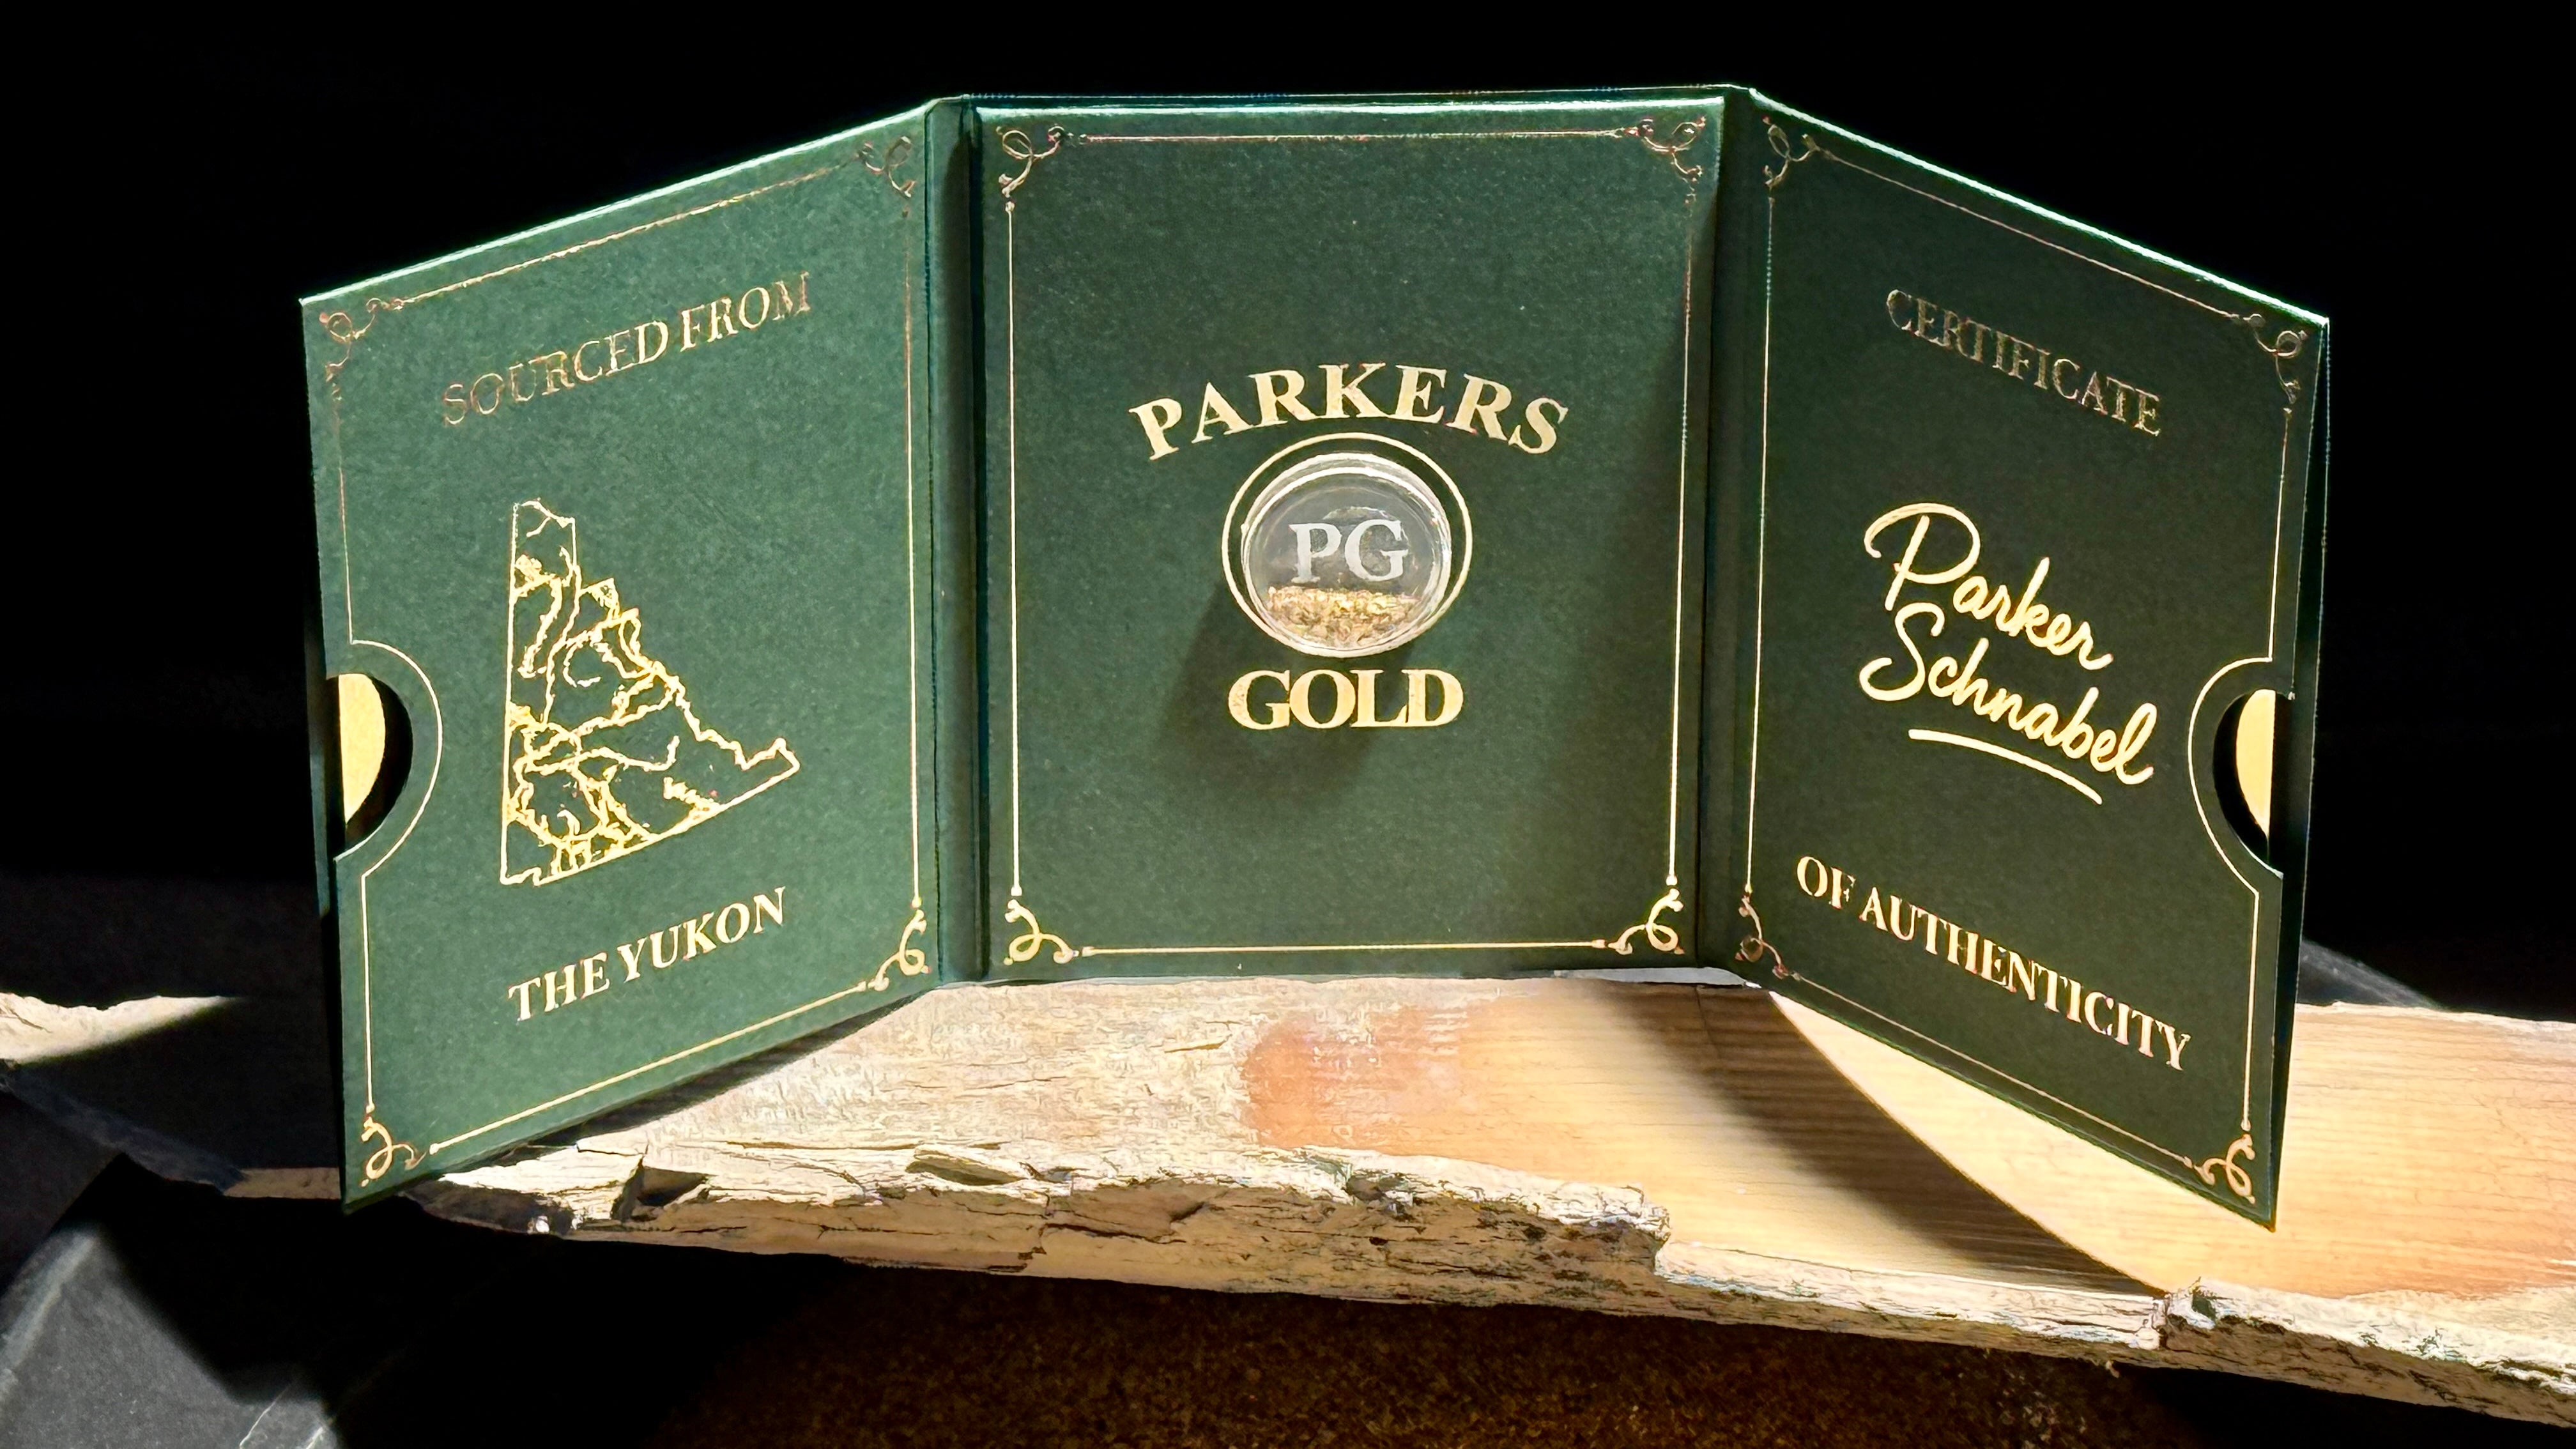 SOURCED FROM
THE YUKON
PARKERS
PG
GOLD
CERTIFICATE
Parker
Schnabel
OF AUTHENTICITY